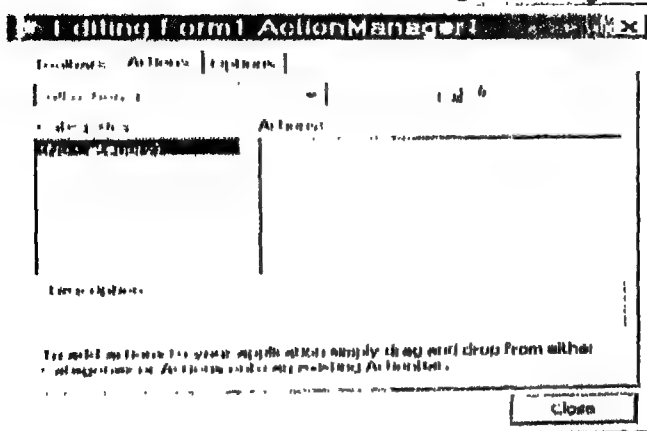 Editing Form1 ActionManager1
Toolbars Actions Options
Categories: Actions:
Description
To add actions to your application simply drag and drop from either
Categories or Actions onto an existing ActionBar.
Close